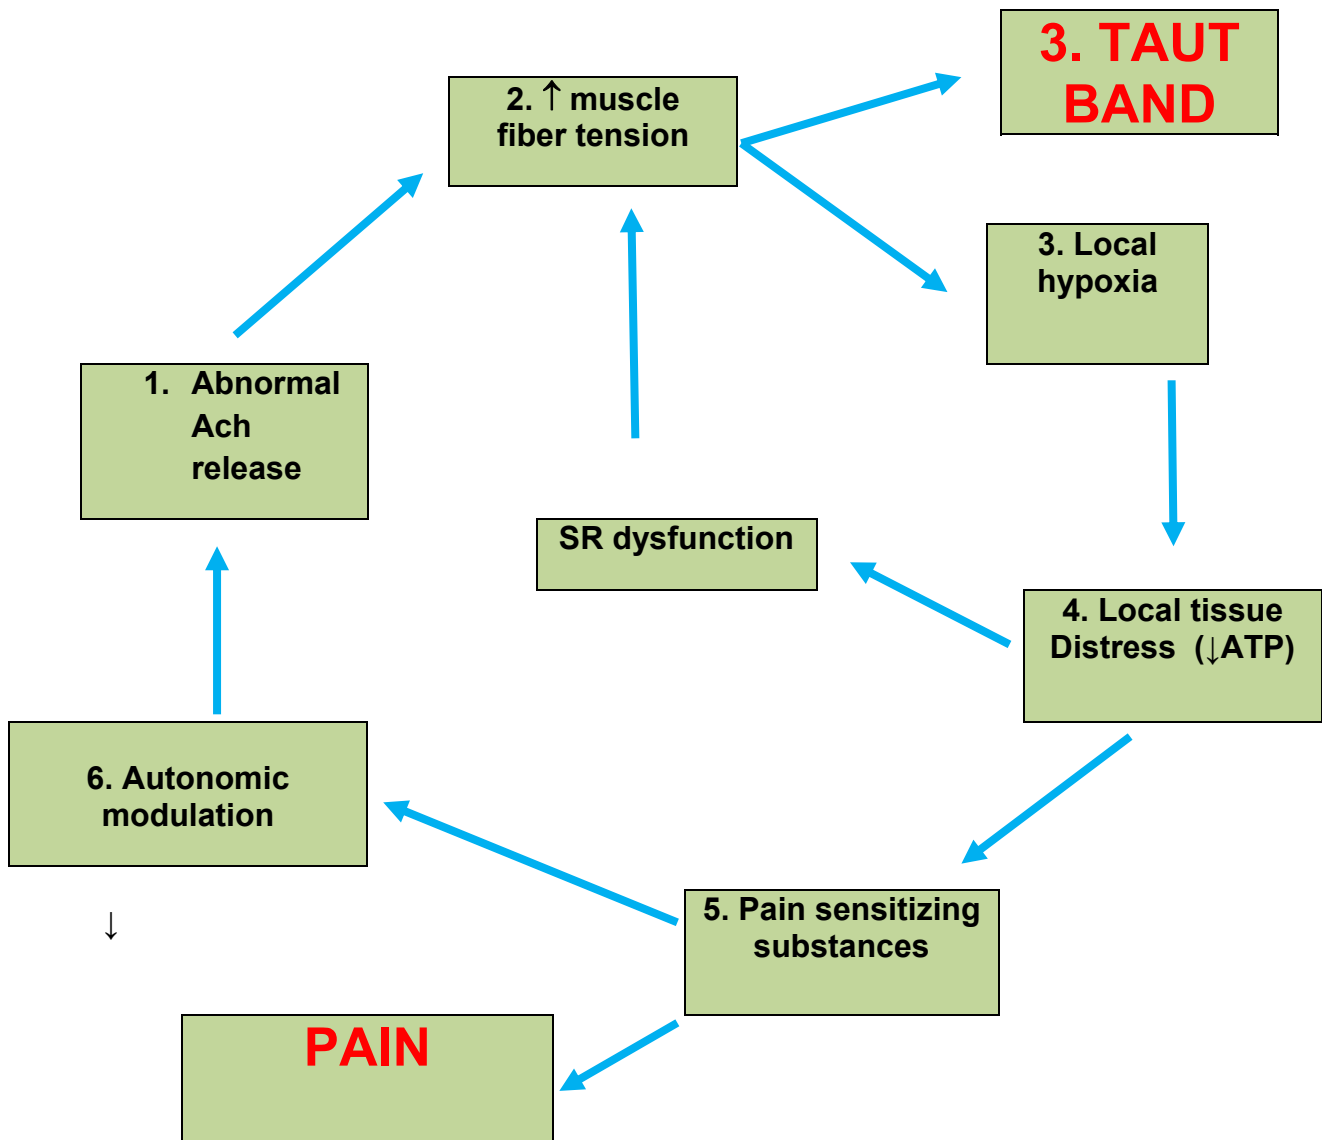 3. TAUT
BAND
2. ↑ muscle
fiber tension
3. Local
hypoxia
1. Abnormal
Ach
release
SR dysfunction
4. Local tissue
Distress (↓ATP)
6. Autonomic
modulation
↓
5. Pain sensitizing
substances
PAIN